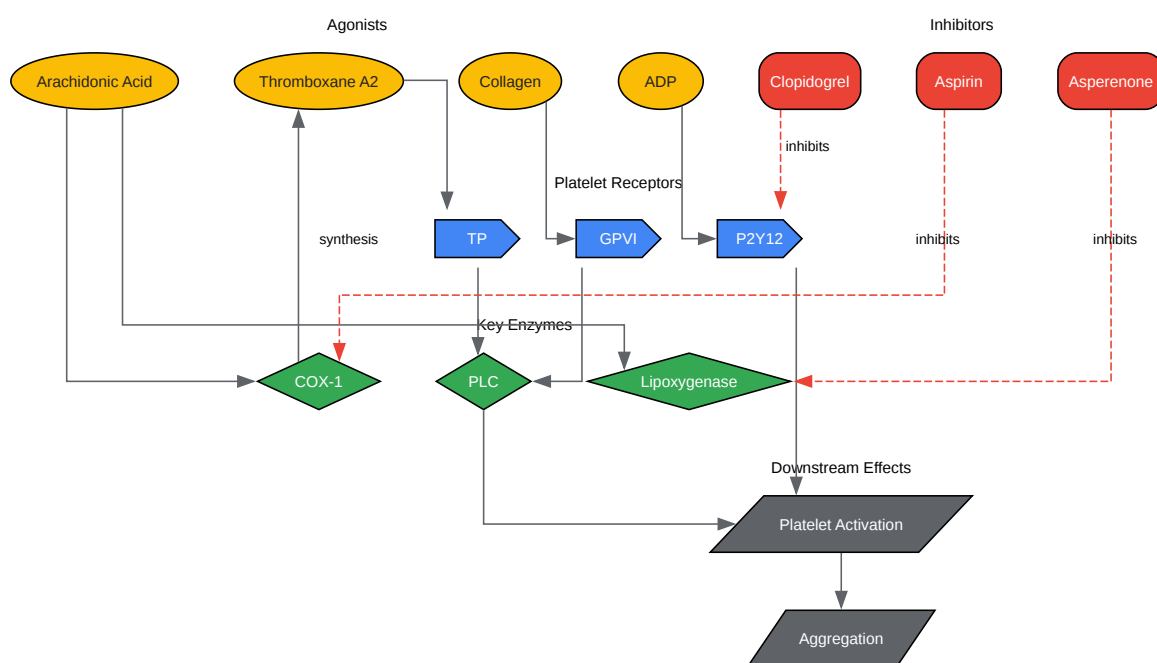 Agonists
Inhibitors
Arachidonic Acid
Thromboxane A2
Collagen
ADP
Clopidogrel
Aspirin
Asperenone
inhibits
Platelet Receptors
synthesis
TP
GPVI
P2Y12
inhibits
inhibits
Key Enzymes
COX-1
PLC
Lipoxygenase
Downstream Effects
Platelet Activation
Aggregation